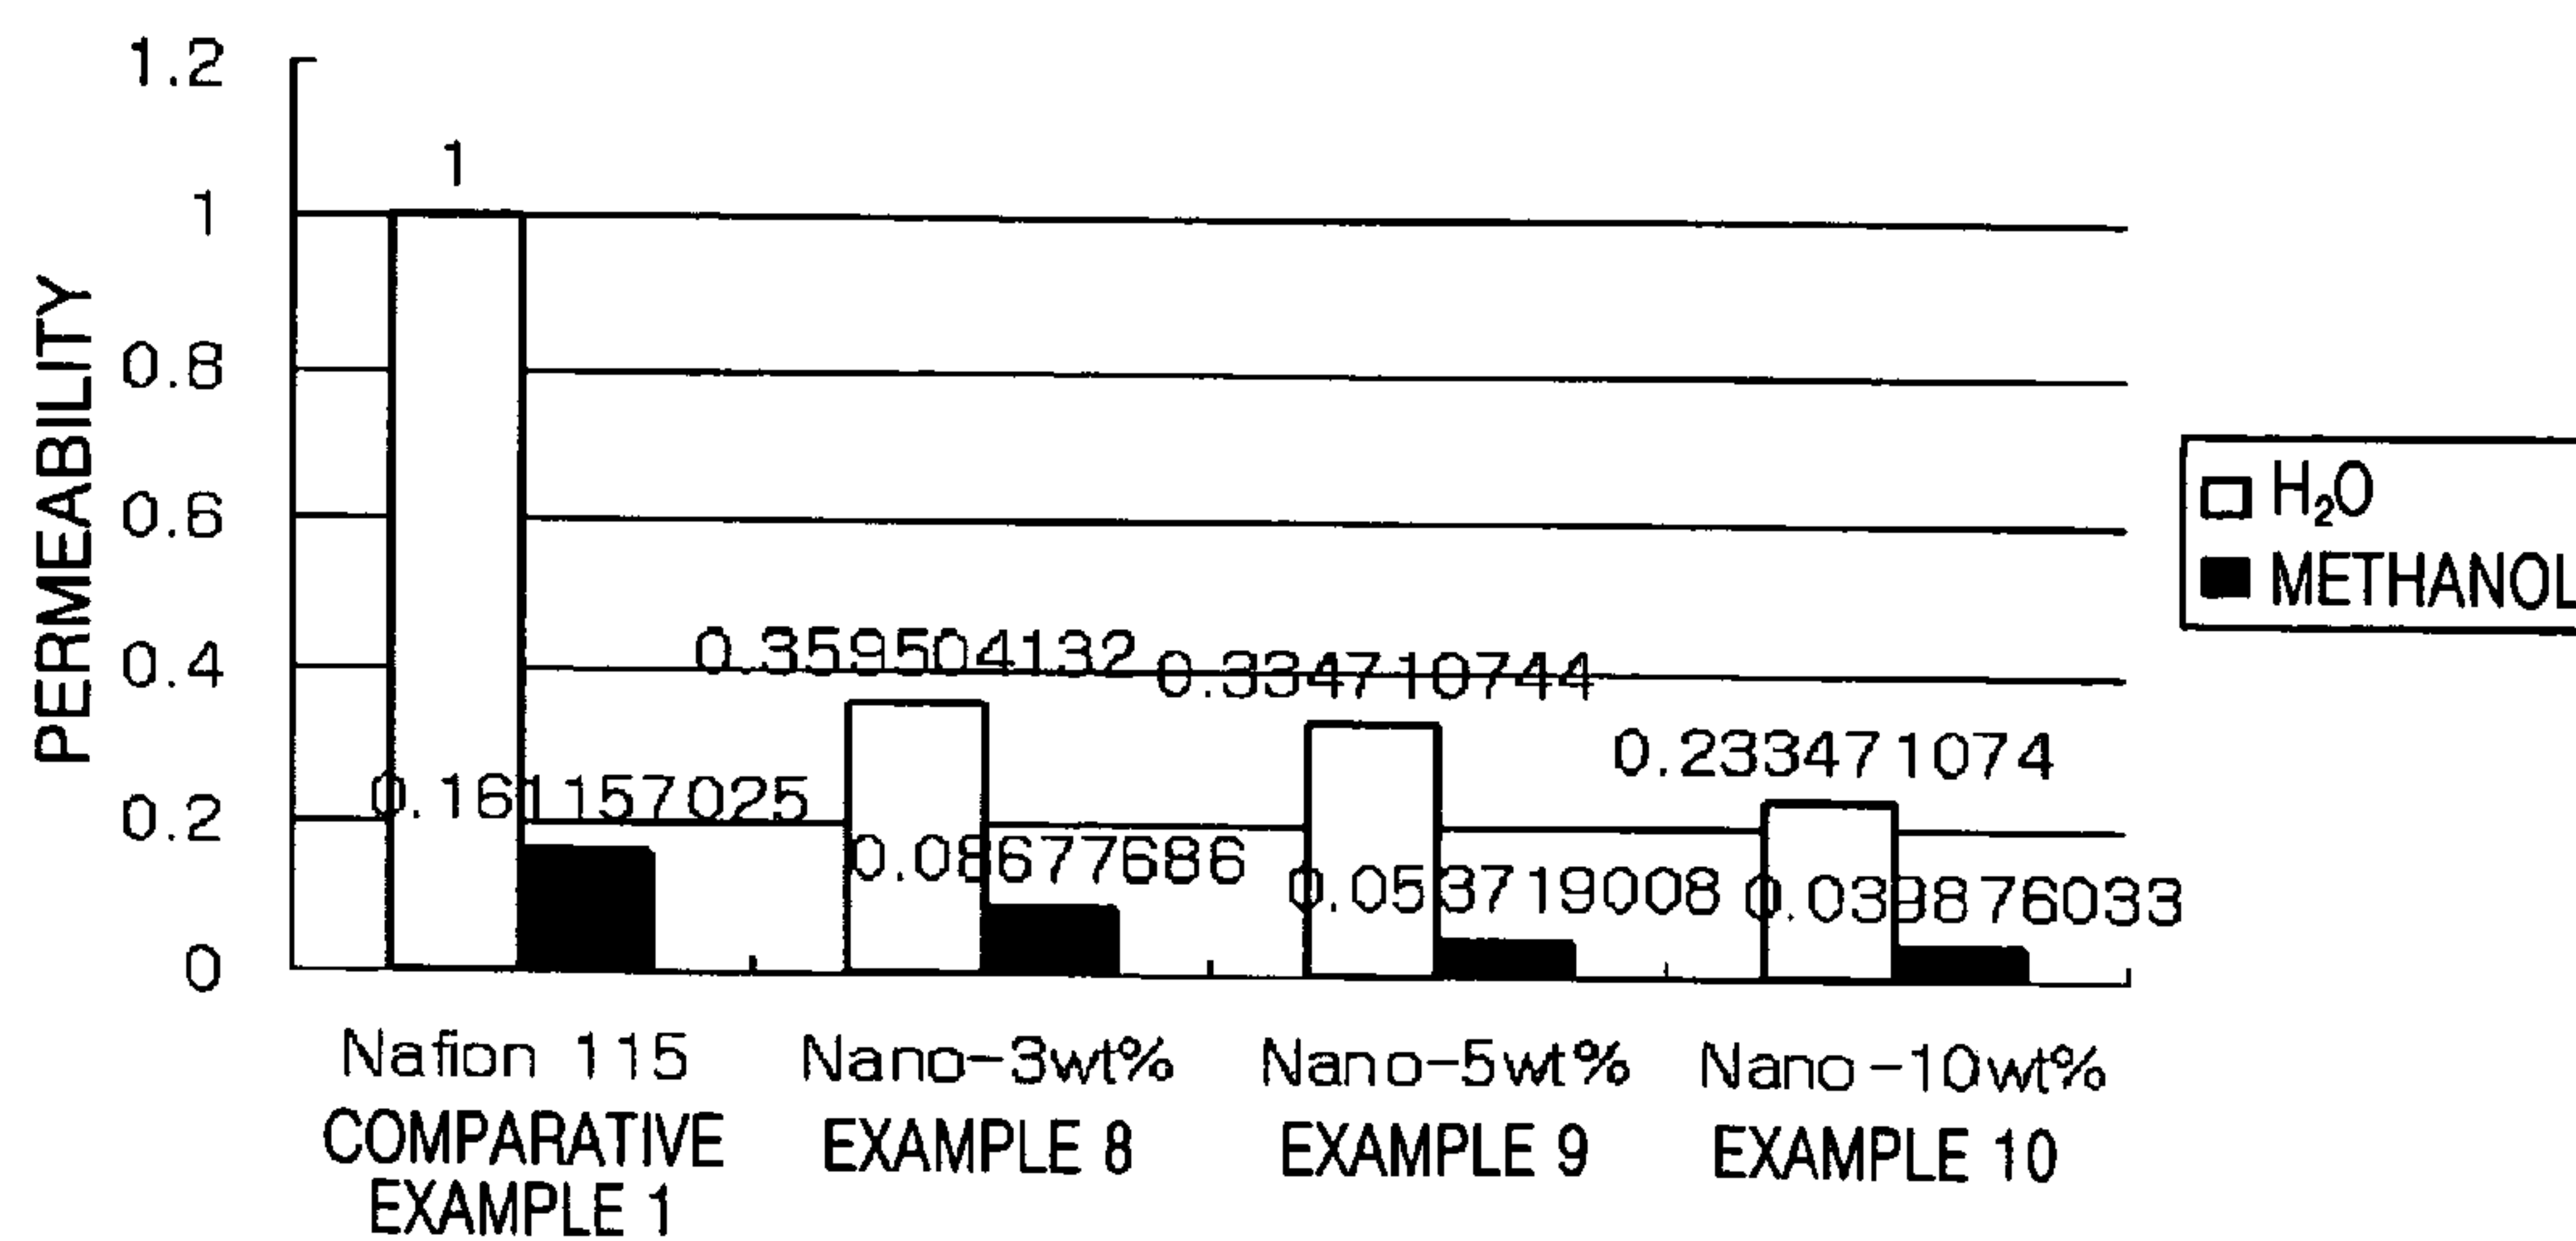 1.2
1
0.8
0.6
0.4
0.2
0
PERMEABILITY
1
0.161157025
0.359504132
0.08677686
0.334710744
0.053719008
0.233471074
0.039876033
H₂O
METHANOL
Nafion 115
COMPARATIVE
EXAMPLE 1
Nano-3wt%
EXAMPLE 8
Nano-5wt%
EXAMPLE 9
Nano-10wt%
EXAMPLE 10